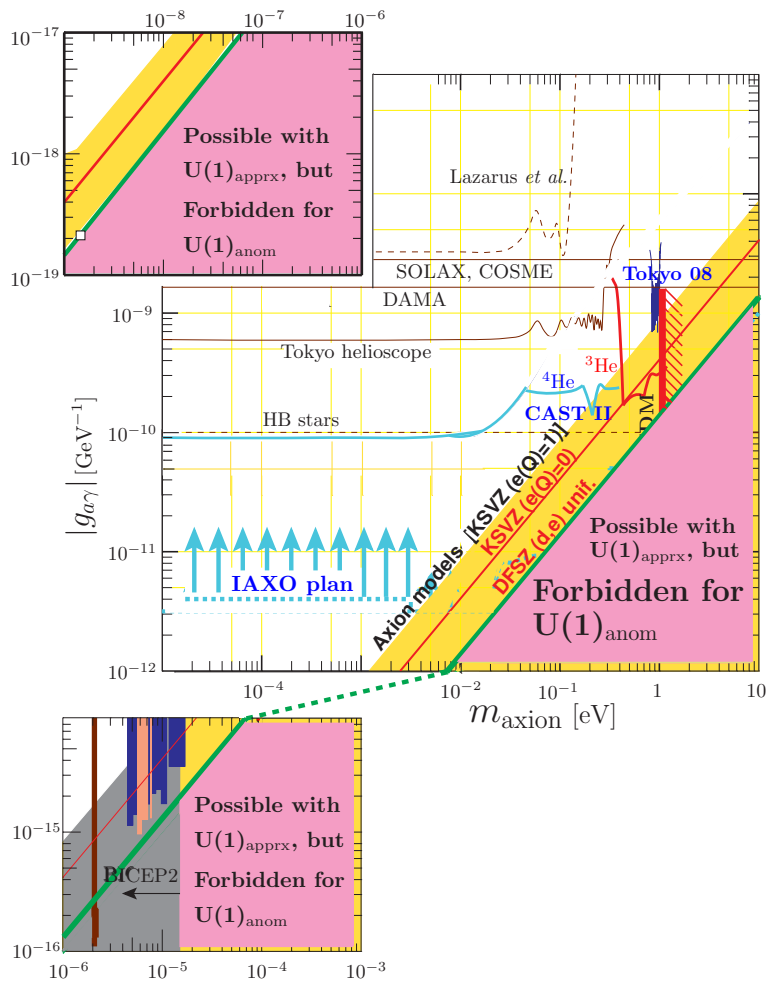 10⁻⁸ 10⁻⁷ 10⁻⁶
10⁻¹⁷
10⁻¹⁸
10⁻¹⁹
Possible with
U(1)apprx, but
Forbidden for
U(1)anom
Lazarus et al.
SOLAX, COSME
DAMA
Tokyo 08
Tokyo helioscope
³He
⁴He
CAST II
HB stars
DM
10⁻⁹
10⁻¹⁰
10⁻¹¹
10⁻¹²
|gaγ| [GeV⁻¹]
IAXO plan
Axion models [KSVZ (e(Q)=1)]
KSVZ (e(Q)=0)
DFSZ (d,e) unif.
Possible with
U(1)apprx, but
Forbidden for
U(1)anom
10⁻⁴ 10⁻² 10⁻¹ 1 10
maxion [eV]
10⁻¹⁵
10⁻¹⁶
BICEP2
Possible with
U(1)apprx, but
Forbidden for
U(1)anom
10⁻⁶ 10⁻⁵ 10⁻⁴ 10⁻³